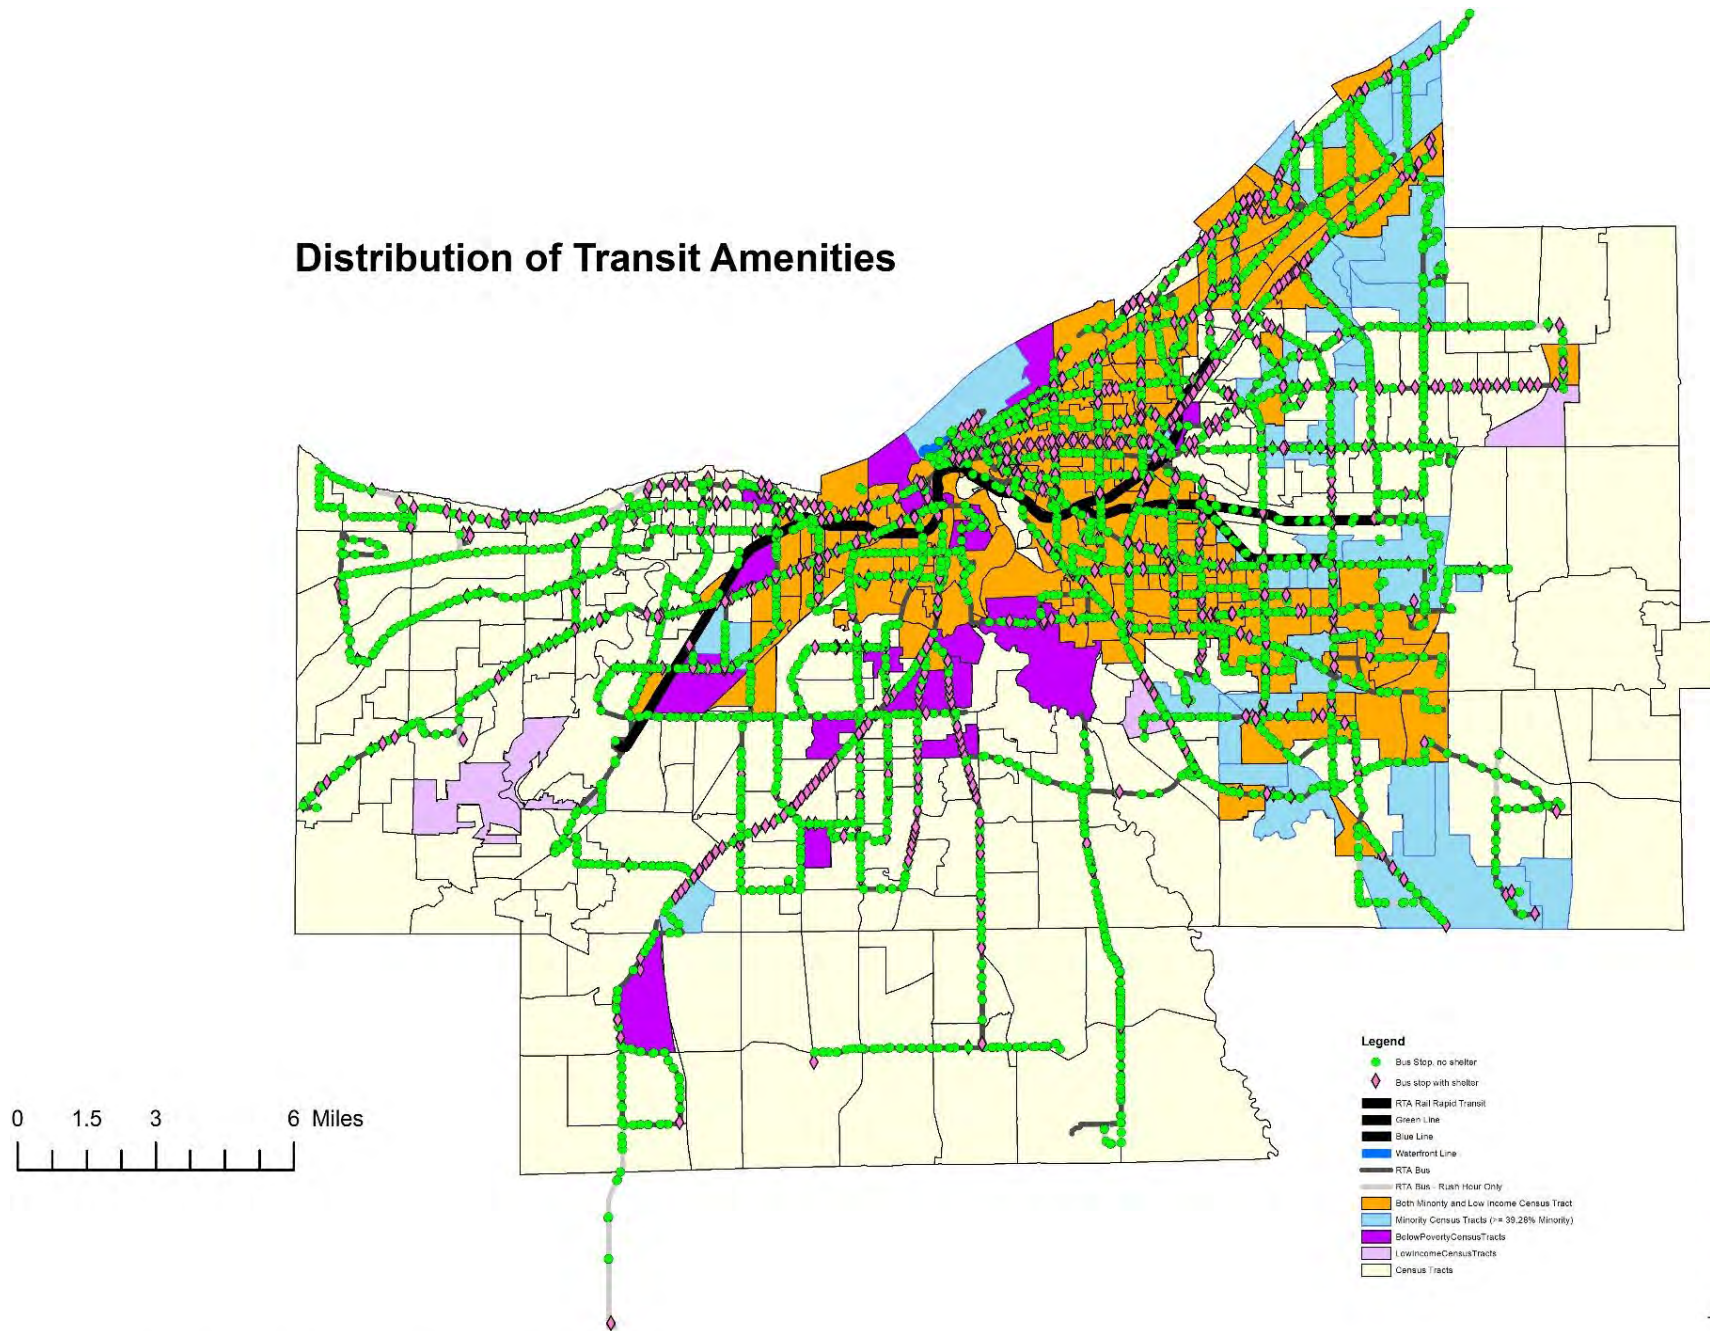 Distribution of Transit Amenities
0 1.5 3 6 Miles
Legend
Bus Stop, no shelter
Bus stop with shelter
RTA Rail Rapid Transit
Green Line
Blue Line
Waterfront Line
RTA Bus
RTA Bus - Rush Hour Only
Both Minority and Low Income Census Tract
Minority Census Tracts (>= 39.28% Minority)
BelowPovertyCensusTracts
LowIncomeCensusTracts
Census Tracts